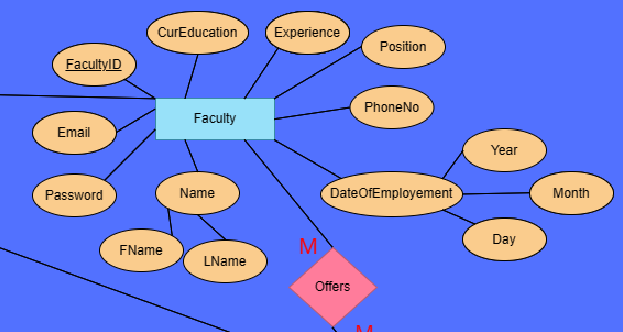 CurEducation
Experience
Position
FacultyID
PhoneNo
Faculty
Email
Year
Password
Name
DateOfEmployement
Month
FName
LName
Day
M
Offers
M